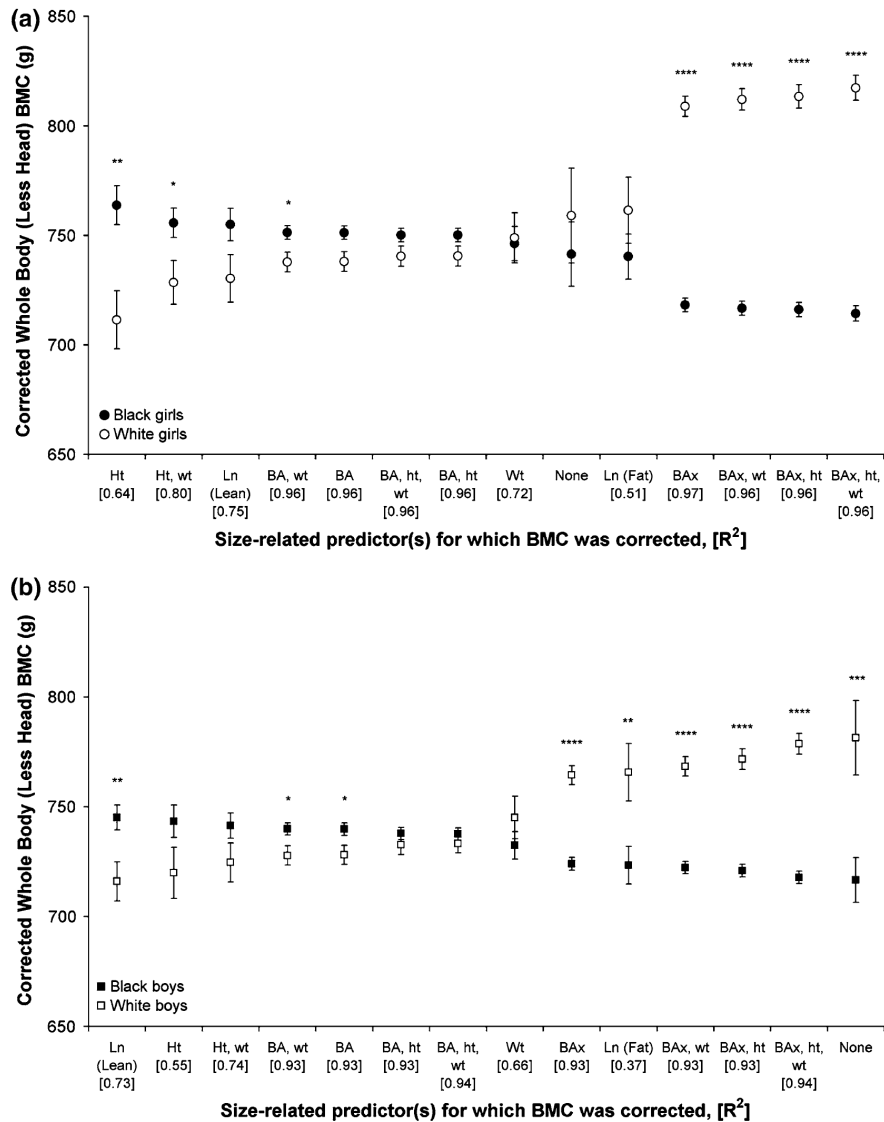 (a)
850
800
750
700
650
Corrected Whole Body (Less Head) BMC (g)
**
*
*
****
****
****
****
Black girls
White girls
Ht
[0.64]
Ht, wt
[0.80]
Ln
(Lean)
[0.75]
BA, wt
[0.96]
BA
[0.96]
BA, ht,
wt
[0.96]
BA, ht
[0.96]
Wt
[0.72]
None
Ln (Fat)
[0.51]
BAx
[0.97]
BAx, wt
[0.96]
BAx, ht
[0.96]
BAx, ht,
wt
[0.96]
Size-related predictor(s) for which BMC was corrected, [R²]
(b)
850
800
750
700
650
Corrected Whole Body (Less Head) BMC (g)
**
*
*
****
**
****
****
****
***
Black boys
White boys
Ln
(Lean)
[0.73]
Ht
[0.55]
Ht, wt
[0.74]
BA, wt
[0.93]
BA
[0.93]
BA, ht
[0.93]
BA, ht,
wt
[0.94]
Wt
[0.66]
BAx
[0.93]
Ln (Fat)
[0.37]
BAx, wt
[0.93]
BAx, ht
[0.93]
BAx, ht,
wt
[0.94]
None
Size-related predictor(s) for which BMC was corrected, [R²]